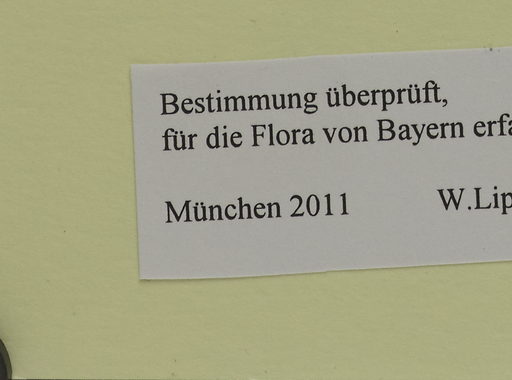 Bestimmung überprüft,
für die Flora von Bayern erfa
München 2011 W.Lip